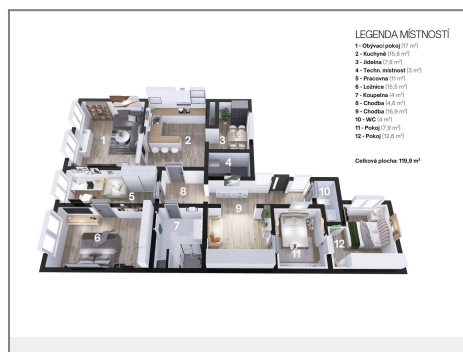 LEGENDA MÍSTNOSTÍ
1 - Obývací pokoj (17 m²)
2 - Kuchyně (15,8 m²)
3 - Jídelna (7,6 m²)
4 - Techn. místnost (3 m²)
5 - Pracovna (11 m²)
6 - Ložnice (15,5 m²)
7 - Koupelna (4 m²)
8 - Chodba (4,6 m²)
9 - Chodba (16,9 m²)
10 - WC (4 m²)
11 - Pokoj (7,9 m²)
12 - Pokoj (12,6 m²)
Celková plocha: 119,9 m²
1
2
3
4
5
8
10
9
6
7
11
12